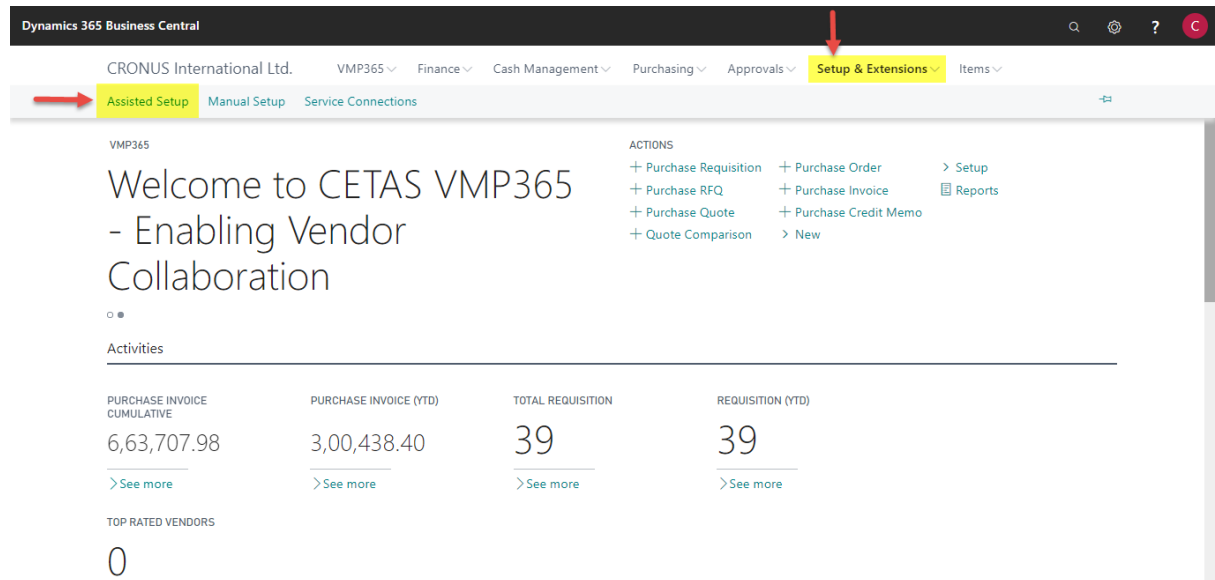 Dynamics 365 Business Central
? C
CRONUS International Ltd. VMP365 Finance Cash Management Purchasing Approvals Setup & Extensions Items
Assisted Setup Manual Setup Service Connections
VMP365
Welcome to CETAS VMP365
- Enabling Vendor
Collaboration
ACTIONS
+ Purchase Requisition + Purchase Order > Setup
+ Purchase RFQ + Purchase Invoice Reports
+ Purchase Quote + Purchase Credit Memo
+ Quote Comparison > New
Activities
PURCHASE INVOICE
CUMULATIVE
6,63,707.98
>See more
PURCHASE INVOICE (YTD)
3,00,438.40
>See more
TOTAL REQUISITION
39
>See more
REQUISITION (YTD)
39
>See more
TOP RATED VENDORS
0